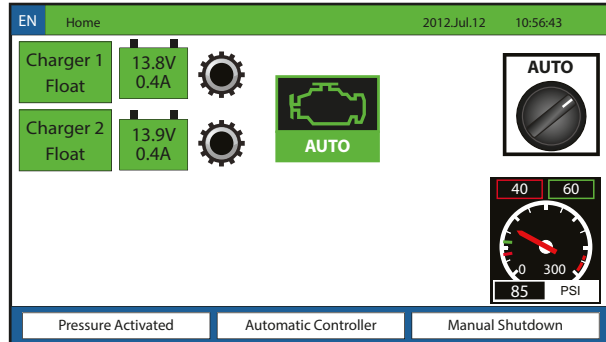 EN Home 2012.Jul.12 10:56:43
Charger 1
Float
13.8V
0.4A
AUTO
Charger 2
Float
13.9V
0.4A
AUTO
40 60
0 300
85 PSI
Pressure Activated Automatic Controller Manual Shutdown